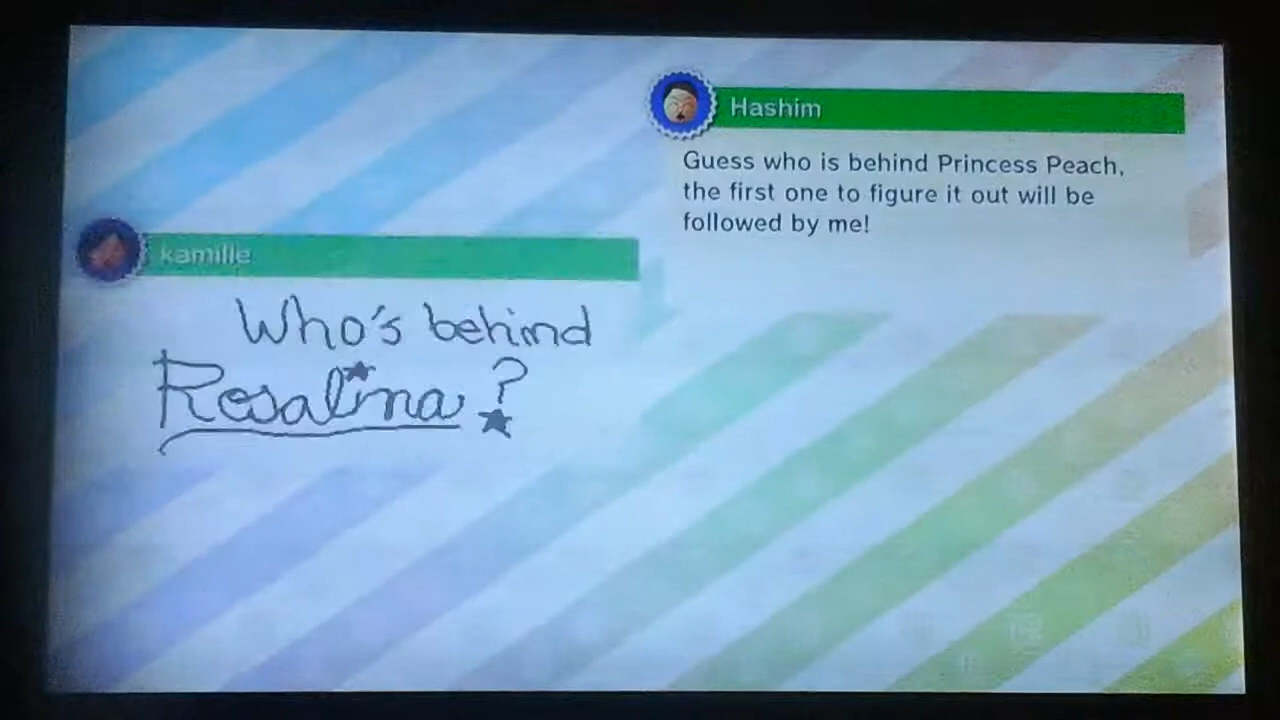 Hashim
Guess who is behind Princess Peach,
the first one to figure it out will be
followed by me!
kamille
Who's behind
Rosalina?